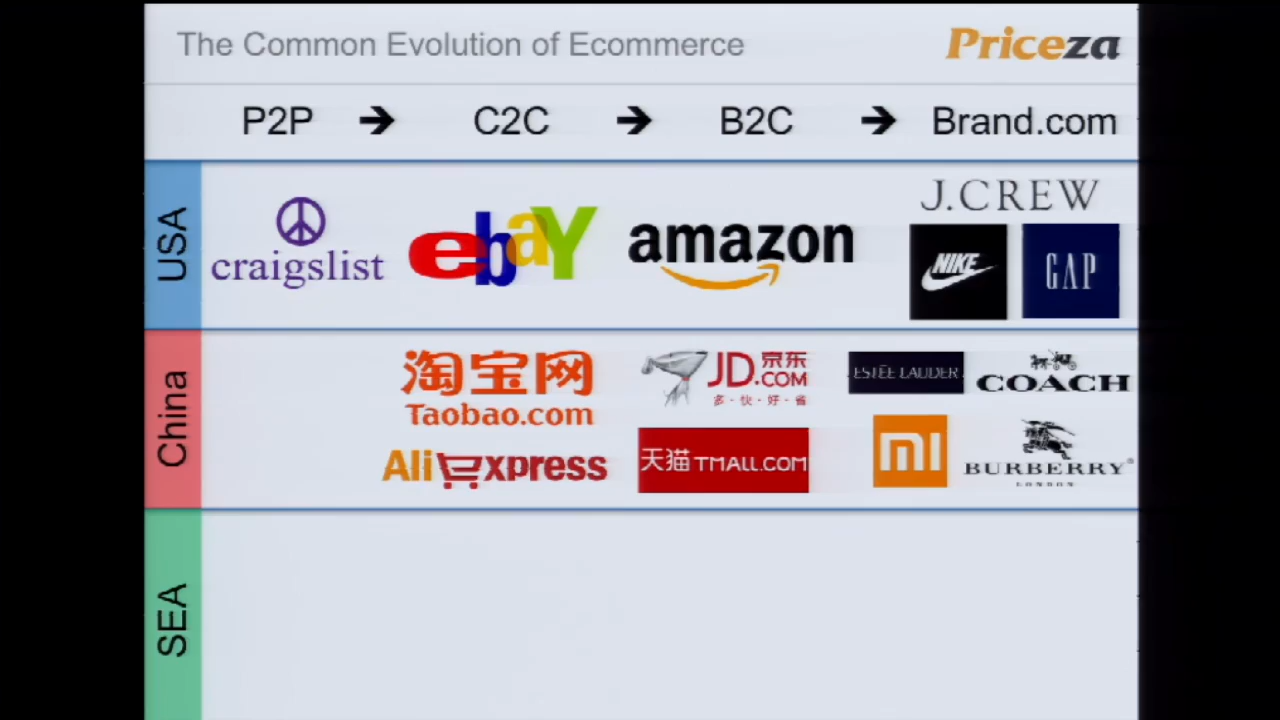 The Common Evolution of Ecommerce
Priceza
P2P → C2C → B2C → Brand.com
USA
craigslist
ebay
amazon
J.CREW
NIKE
GAP
China
淘宝网
Taobao.com
AliExpress
JD.COM 京东
多·快·好·省
天猫 TMALL.COM
ESTĒE LAUDER
COACH
mi
BURBERRY
LONDON
SEA